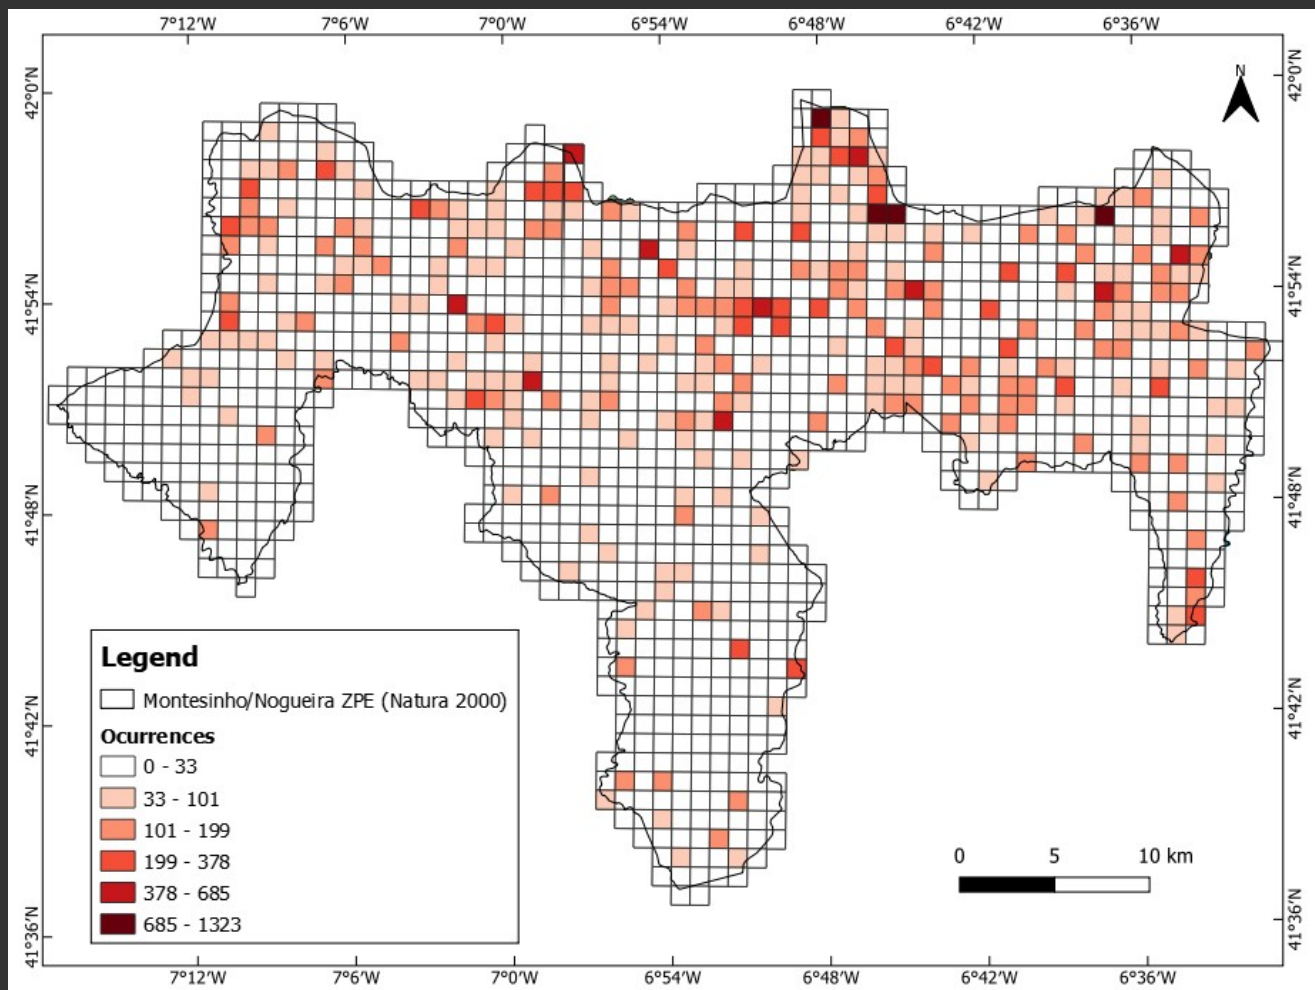 7°12'W 7°6'W 7°0'W 6°54'W 6°48'W 6°42'W 6°36'W
42°0'N 42°0'N
N
41°54'N 41°54'N
41°48'N 41°48'N
41°42'N 41°42'N
41°36'N 41°36'N
Legend
Montesinho/Nogueira ZPE (Natura 2000)
Ocurrences
0 - 33
33 - 101
101 - 199
199 - 378
378 - 685
685 - 1323
0 5 10 km
7°12'W 7°6'W 7°0'W 6°54'W 6°48'W 6°42'W 6°36'W